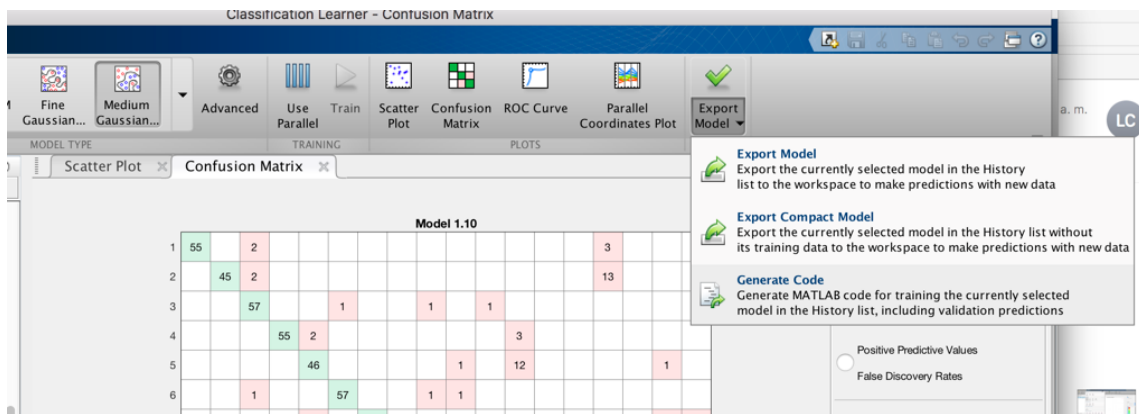 Classification Learner - Confusion Matrix
a. m.
LC
Fine
Gaussian...
Medium
Gaussian...
Advanced
Use
Parallel
Train
Scatter
Plot
Confusion
Matrix
ROC Curve
Parallel
Coordinates Plot
Export
Model
MODEL TYPE
TRAINING
PLOTS
Export Model
Export the currently selected model in the History
list to the workspace to make predictions with new data
Export Compact Model
Export the currently selected model in the History list without
its training data to the workspace to make predictions with new data
Generate Code
Generate MATLAB code for training the currently selected
model in the History list, including validation predictions
Scatter Plot
Confusion Matrix
Model 1.10
1 55 2 3
2 45 2 13
3 57 1 1 1
4 55 2 3
5 46 1 12 1
6 1 57 1 1
Positive Predictive Values
False Discovery Rates